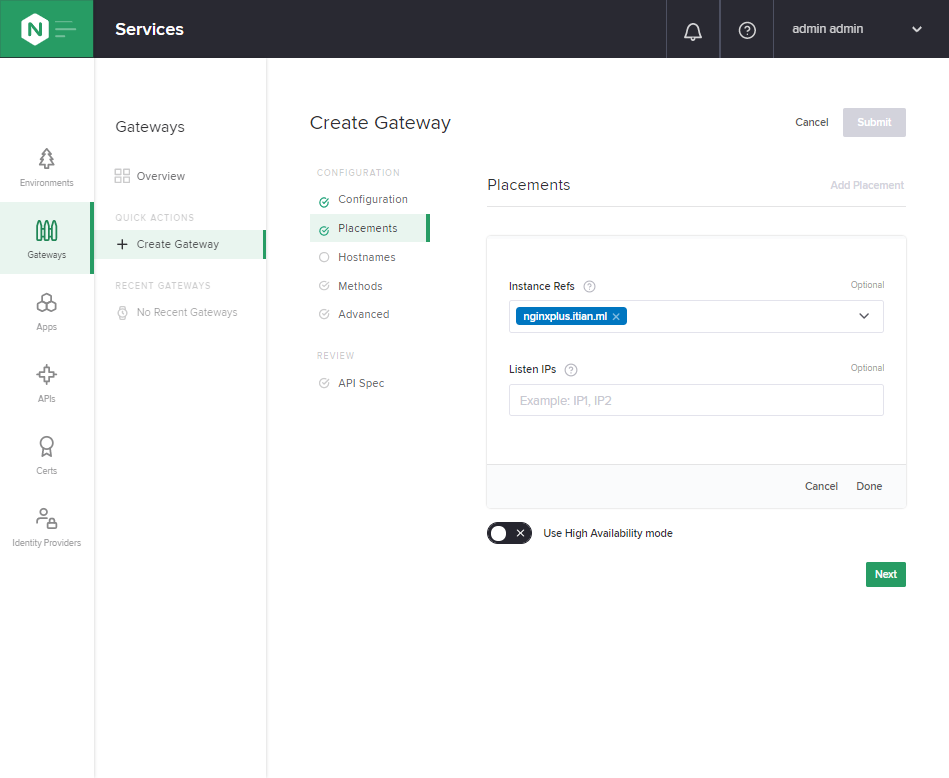 N
Services
admin admin
Environments
Gateways
Apps
APIs
Certs
Identity Providers
Gateways
Overview
QUICK ACTIONS
Create Gateway
RECENT GATEWAYS
No Recent Gateways
Create Gateway
Cancel
Submit
CONFIGURATION
Configuration
Placements
Hostnames
Methods
Advanced
REVIEW
API Spec
Placements
Add Placement
Instance Refs ?
Optional
nginxplus.itian.ml ×
Listen IPs ?
Optional
Example: IP1, IP2
Cancel
Done
Use High Availability mode
Next